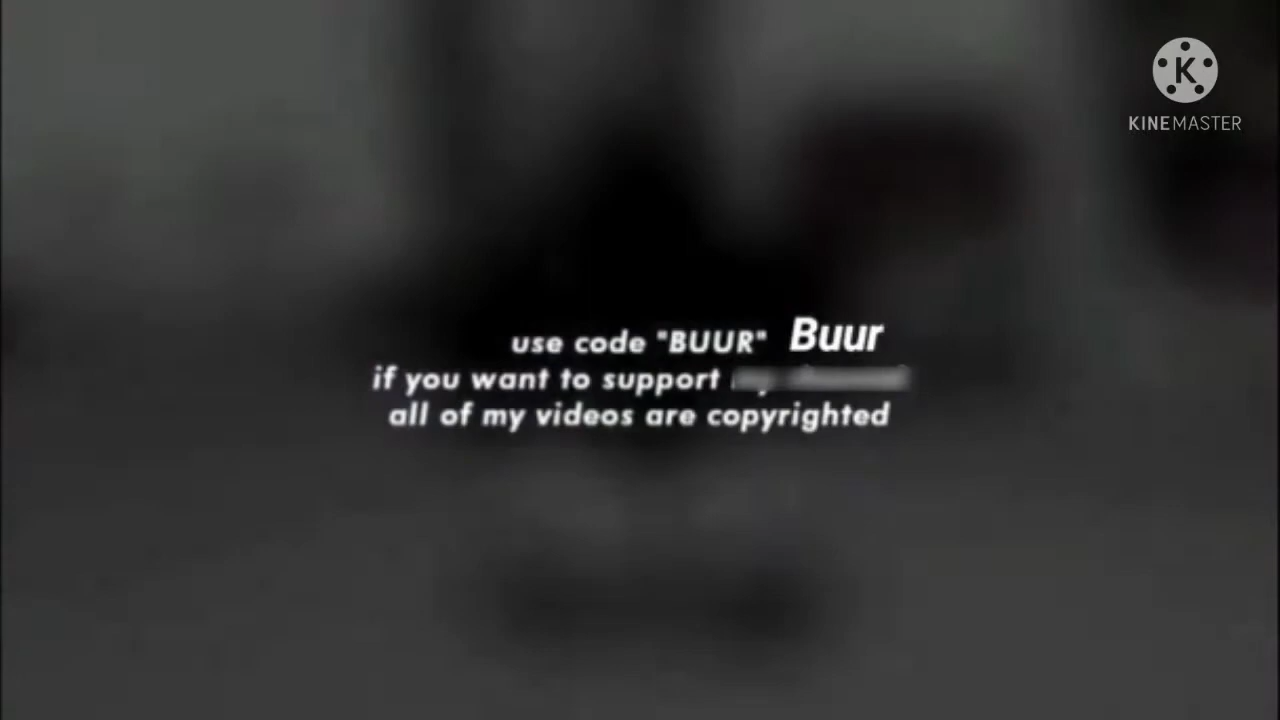 KINEMASTER
use code "BUUR" Buur
if you want to support
all of my videos are copyrighted